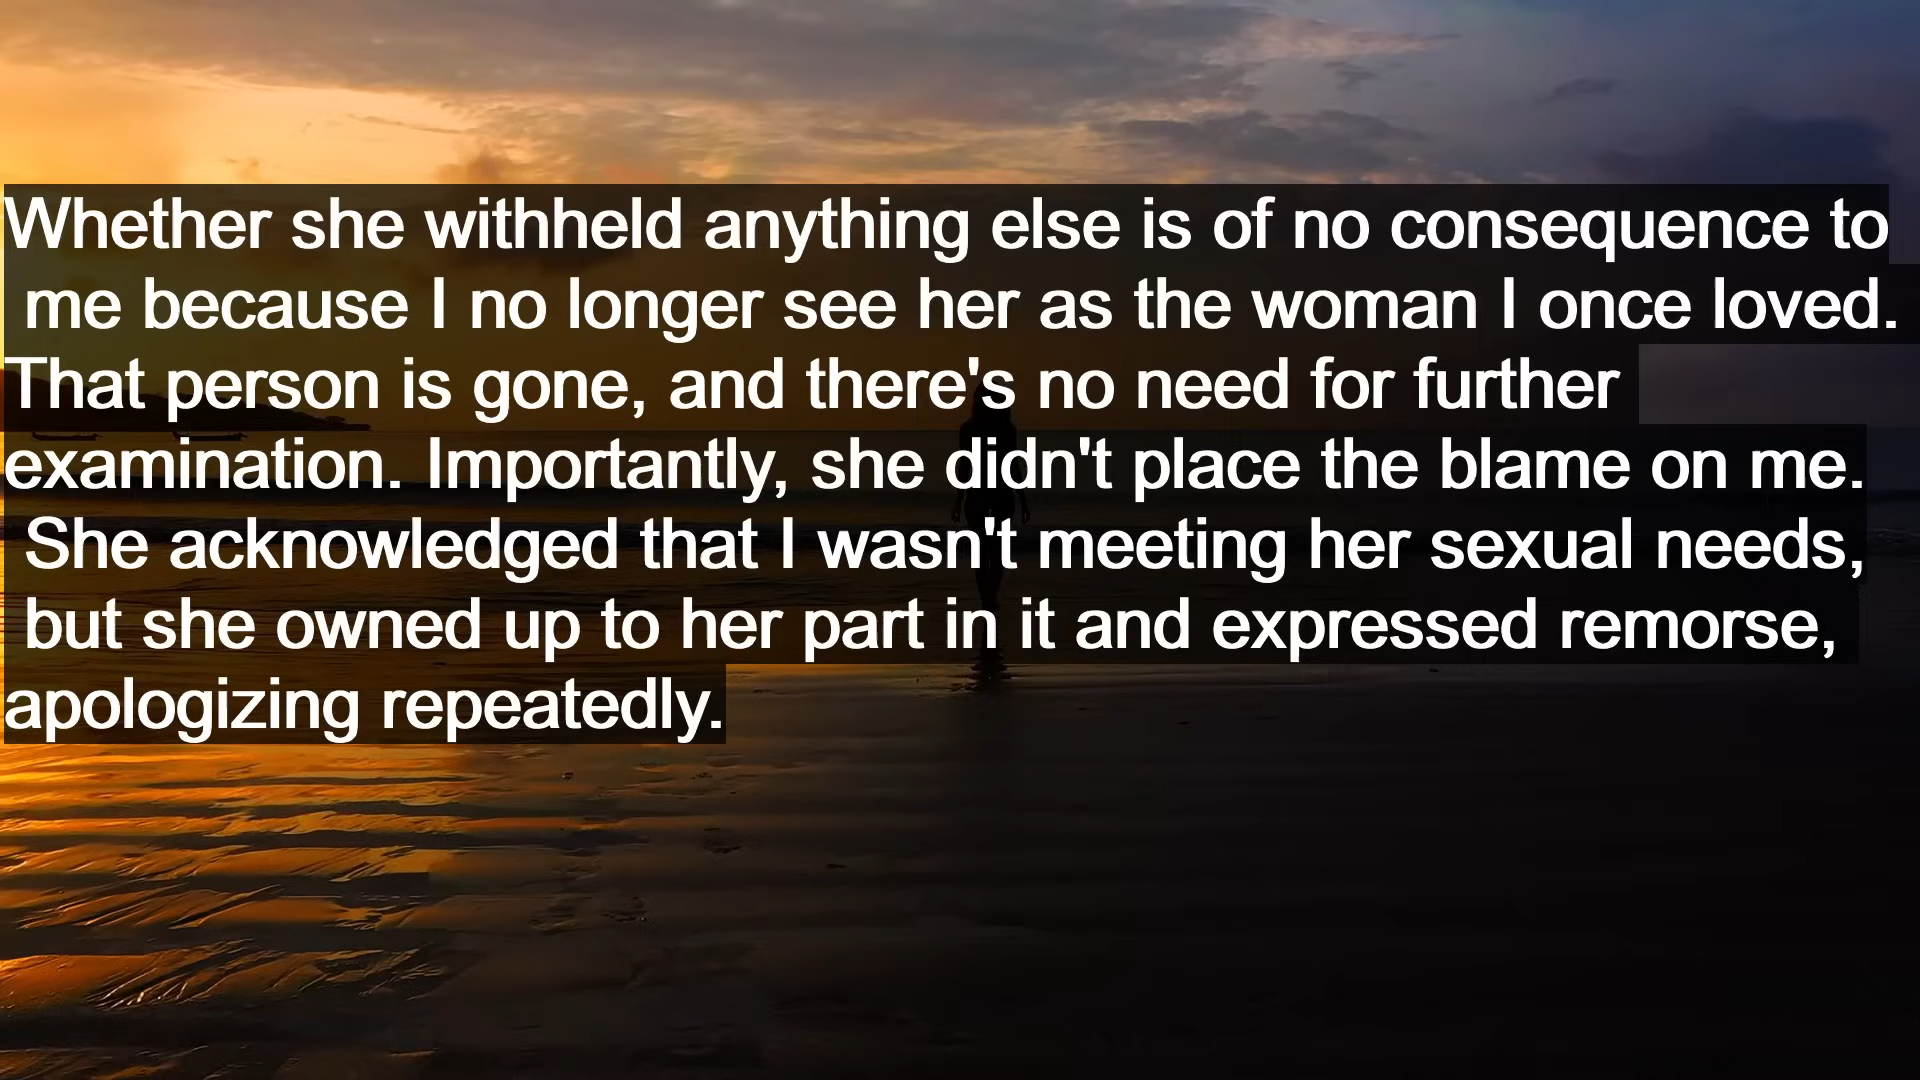 Whether she withheld anything else is of no consequence to
me because I no longer see her as the woman I once loved.
That person is gone, and there's no need for further
examination. Importantly, she didn't place the blame on me.
She acknowledged that I wasn't meeting her sexual needs,
but she owned up to her part in it and expressed remorse,
apologizing repeatedly.